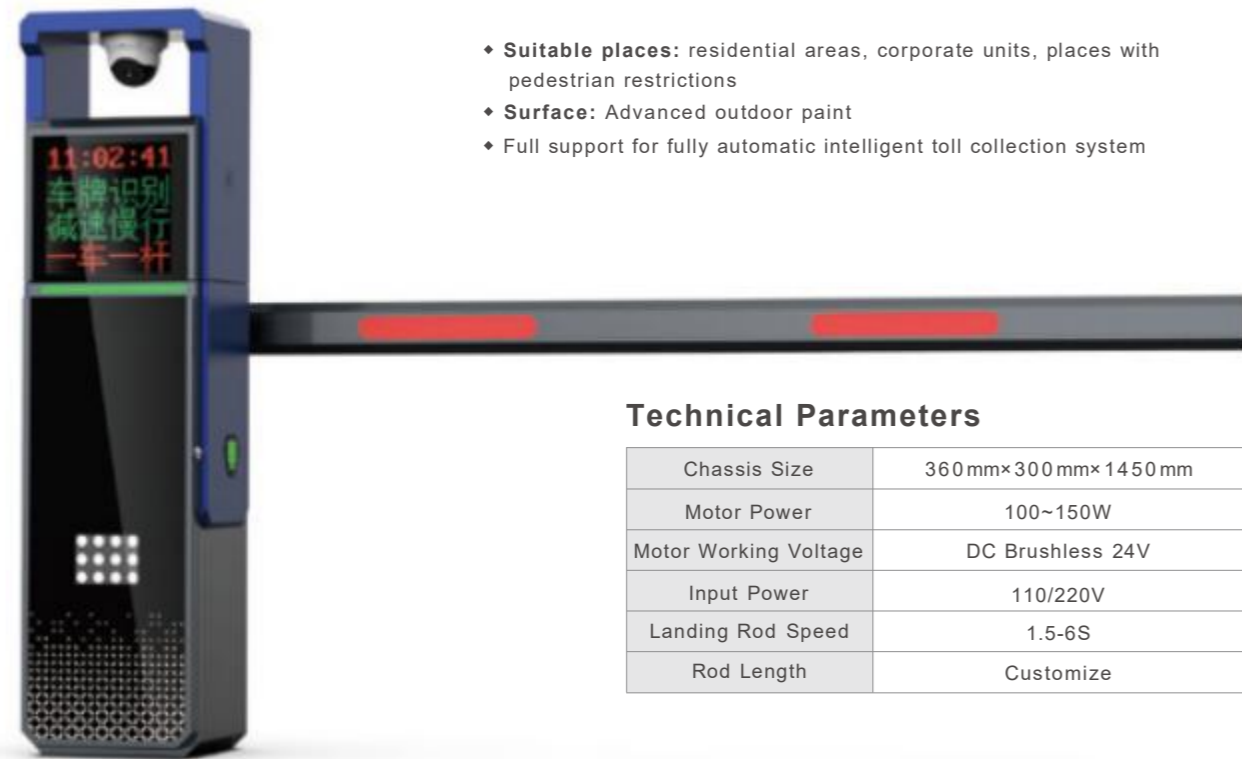 ◆ Suitable places: residential areas, corporate units, places with
pedestrian restrictions
◆ Surface: Advanced outdoor paint
◆ Full support for fully automatic intelligent toll collection system
11:02:41
车牌识别
减速慢行
一车一杆
Technical Parameters
Chassis Size 360mm×300mm×1450mm
Motor Power 100~150W
Motor Working Voltage DC Brushless 24V
Input Power 110/220V
Landing Rod Speed 1.5-6S
Rod Length Customize